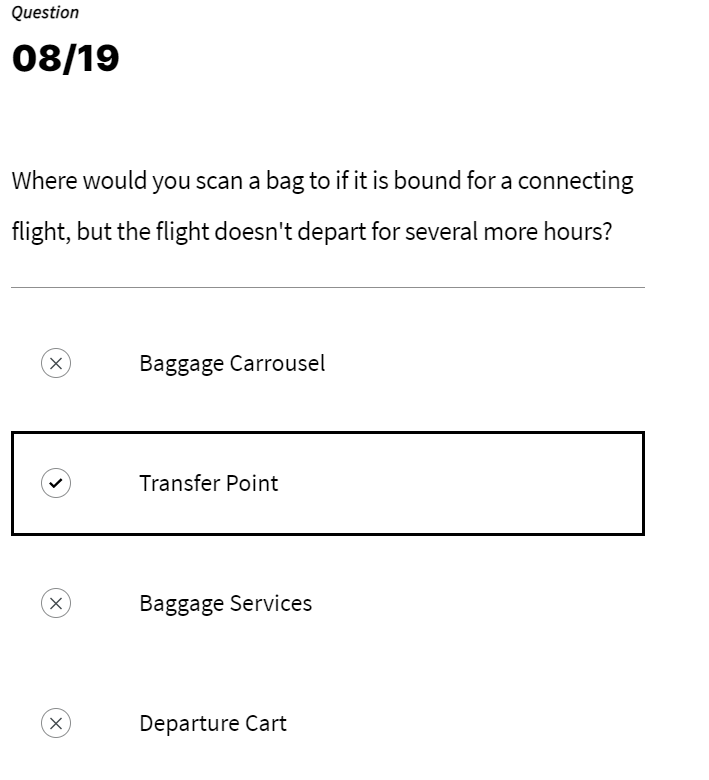 Question
08/19
Where would you scan a bag to if it is bound for a connecting
flight, but the flight doesn't depart for several more hours?
Baggage Carrousel
Transfer Point
Baggage Services
Departure Cart